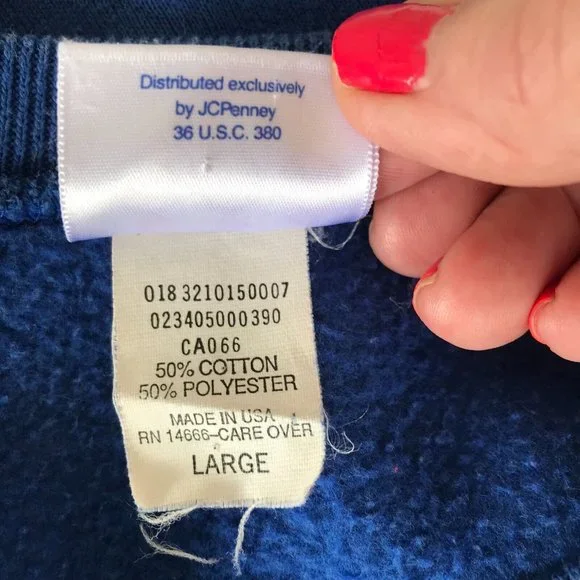 Distributed exclusively
by JCPenney
36 U.S.C. 380
018 3210150007
023405000390
CA066
50% COTTON
50% POLYESTER
MADE IN USA
RN 14666-CARE OVER
LARGE